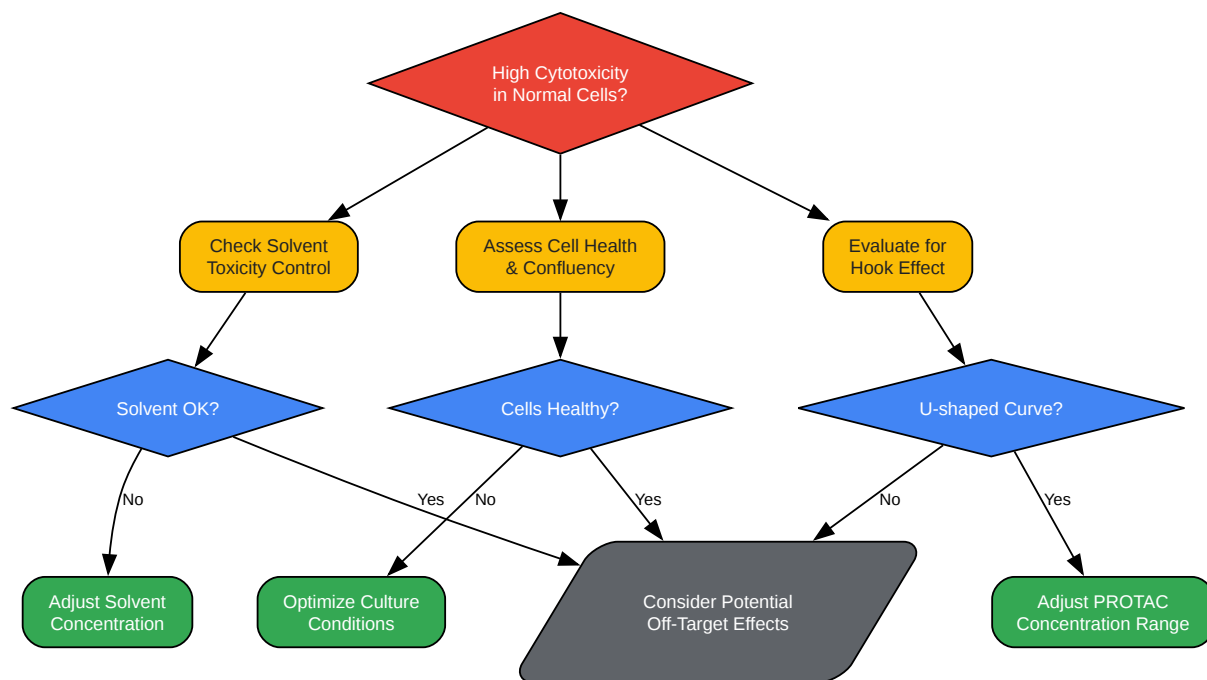 High Cytotoxicity
in Normal Cells?
Check Solvent
Toxicity Control
Assess Cell Health
& Confluency
Evaluate for
Hook Effect
Solvent OK?
Cells Healthy?
U-shaped Curve?
No
Yes
No
Yes
No
Yes
Adjust Solvent
Concentration
Optimize Culture
Conditions
Consider Potential
Off-Target Effects
Adjust PROTAC
Concentration Range